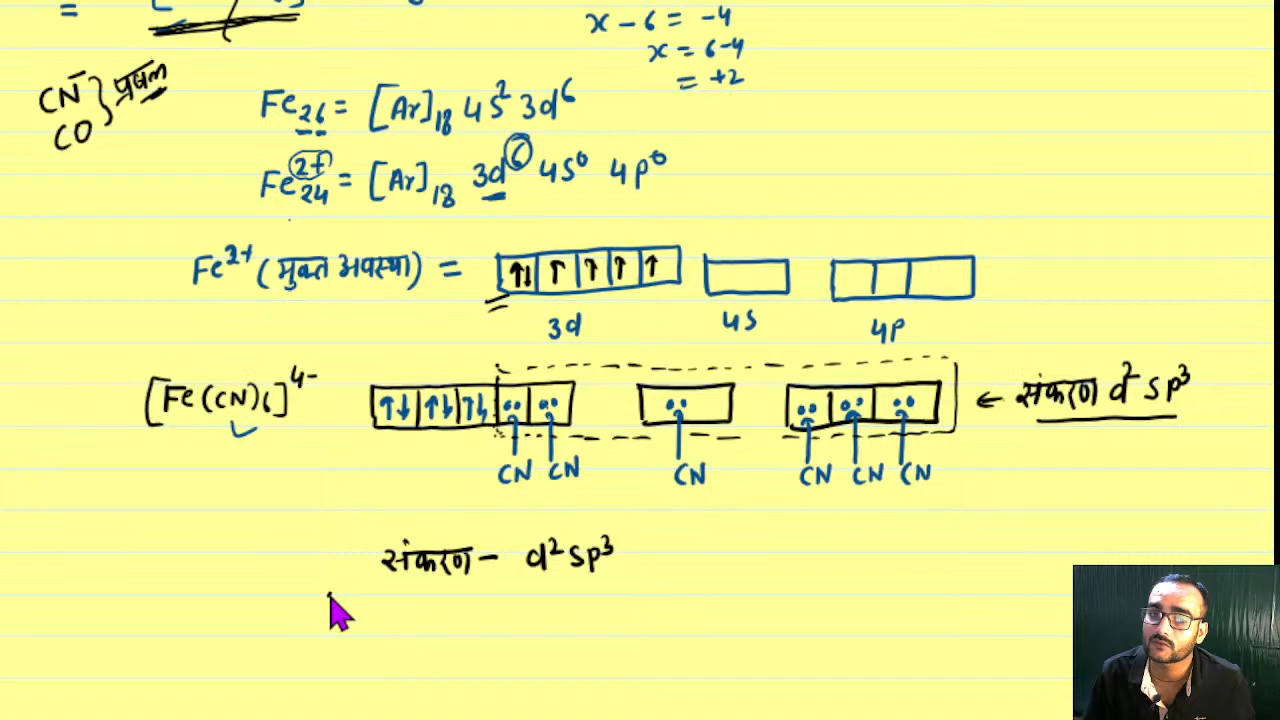 x - 6 = -4
x = 6-4
= +2
=
CN⁻ } प्रबल
CO
Fe₂₆ = [Ar]₁₈ 4s² 3d⁶
Fe²⁺₂₄ = [Ar]₁₈ 3d⁶ 4s⁰ 4p⁰
Fe²⁺ (मुक्त अवस्था) = ↑↓ ↑ ↑ ↑ ↑
3d 4s 4p
[Fe(CN)6]⁴⁻ ↑↓ ↑↓ ↑↓ •• •• •• •• •• •• ← संकरण d²sp³
CN CN CN CN CN CN
संकरण - d²sp³